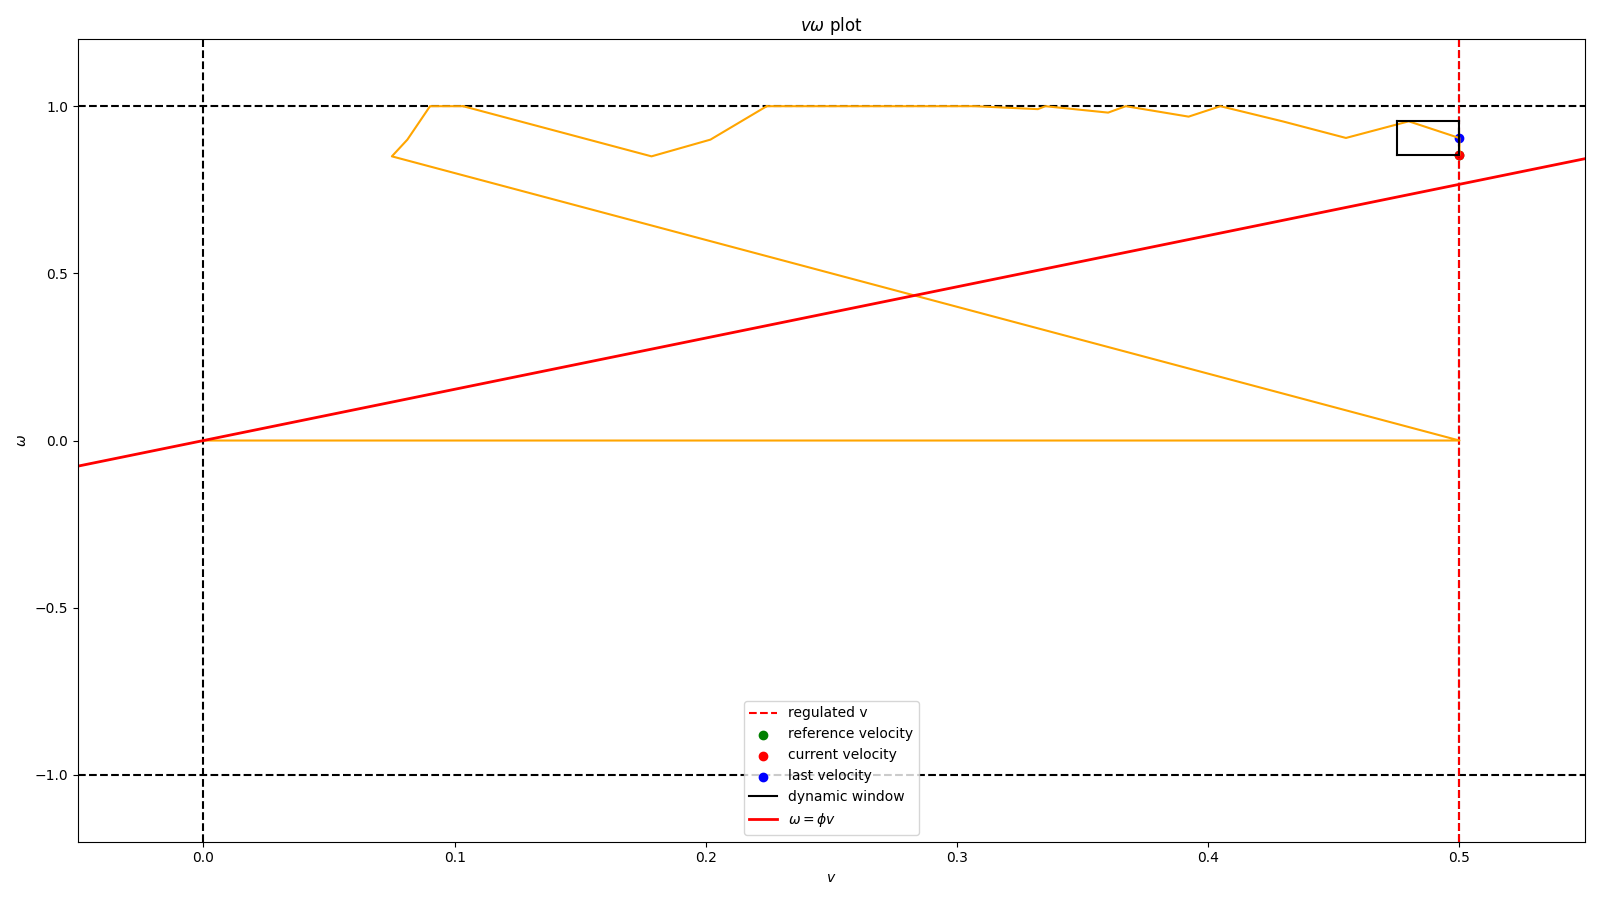 vω plot
1.0
0.5
0.0
−0.5
−1.0
ω
regulated v
reference velocity
current velocity
last velocity
dynamic window
ω = ϕv
0.0 0.1 0.2 0.3 0.4 0.5
v